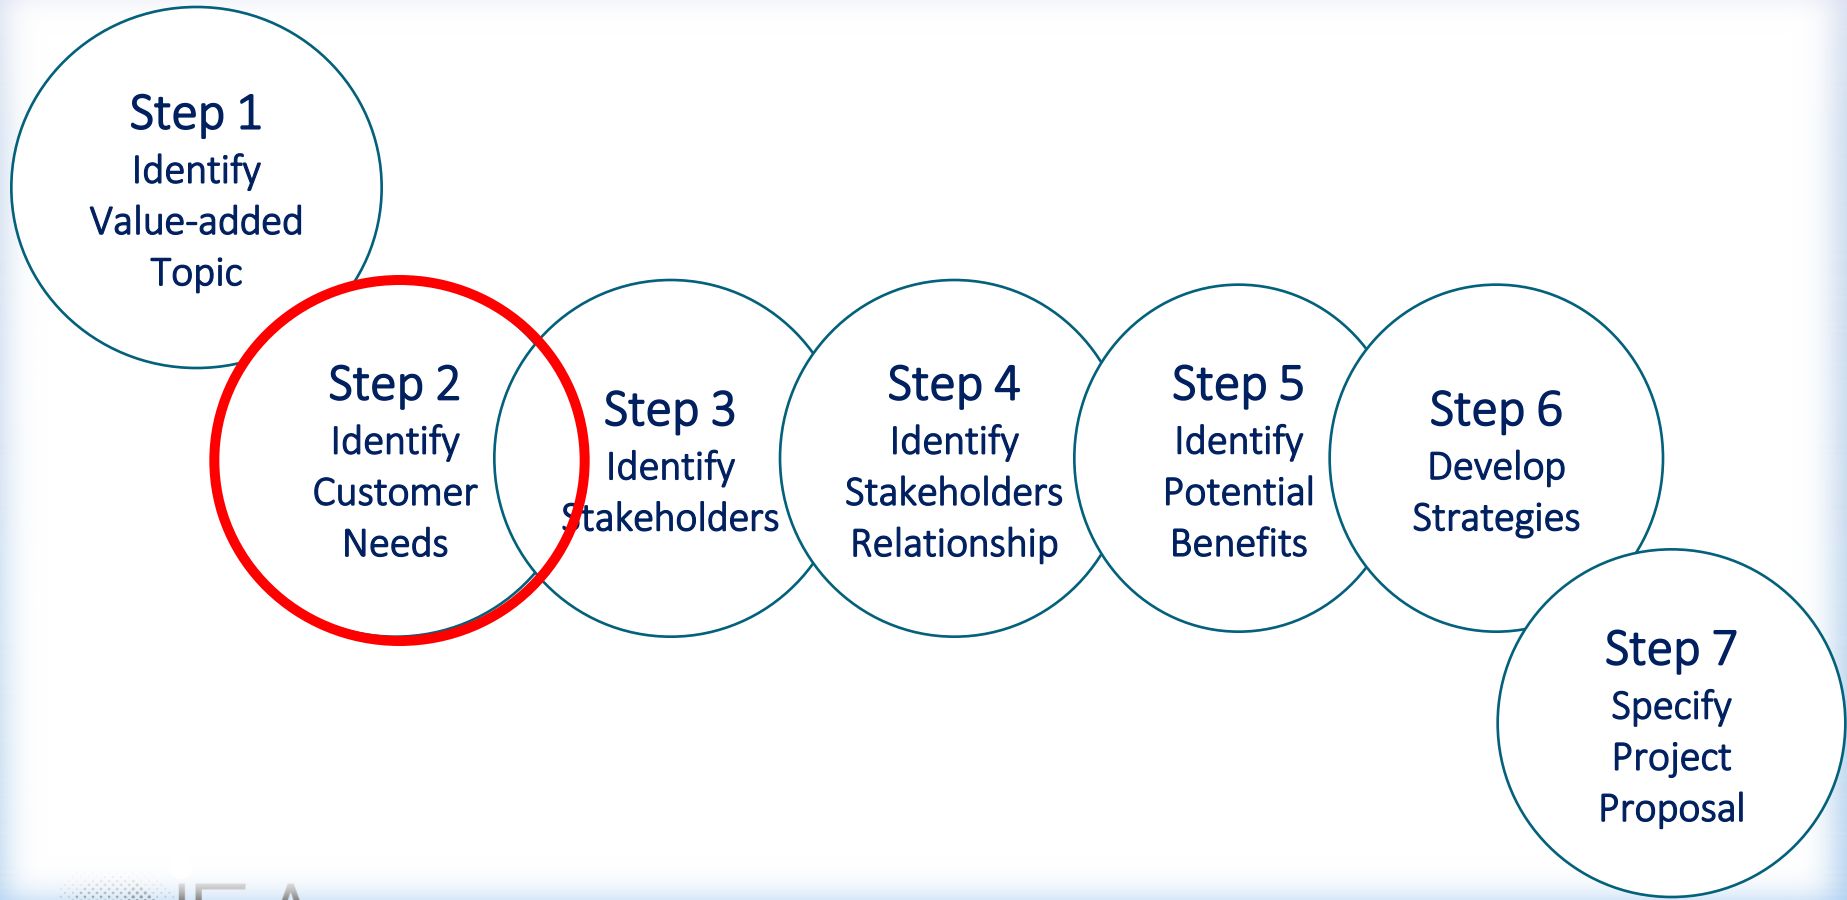 Step 1
Identify
Value-added
Topic
Step 2
Identify
Customer
Needs
Step 3
Identify
Stakeholders
Step 4
Identify
Stakeholders
Relationship
Step 5
Identify
Potential
Benefits
Step 6
Develop
Strategies
Step 7
Specify
Project
Proposal